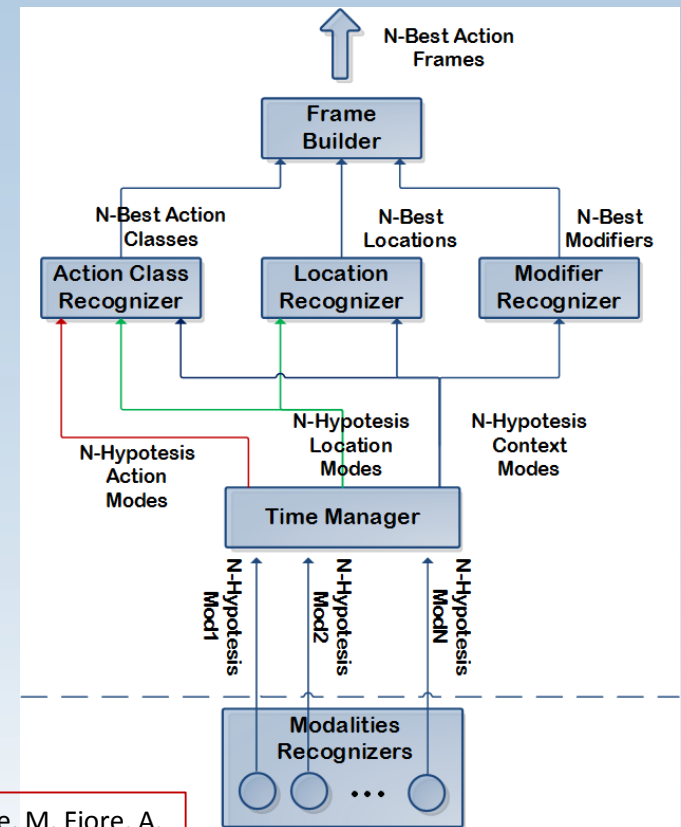 N-Best Action
Frames
Frame
Builder
N-Best Action
Classes
N-Best
Locations
N-Best
Modifiers
Action Class
Recognizer
Location
Recognizer
Modifier
Recognizer
N-Hypotesis
Action
Modes
N-Hypotesis
Location
Modes
N-Hypotesis
Context
Modes
Time Manager
N-Hypotesis
Mod1
N-Hypotesis
Mod2
N-Hypotesis
ModN
Modalities
Recognizers
...
e, M. Fiore, A.